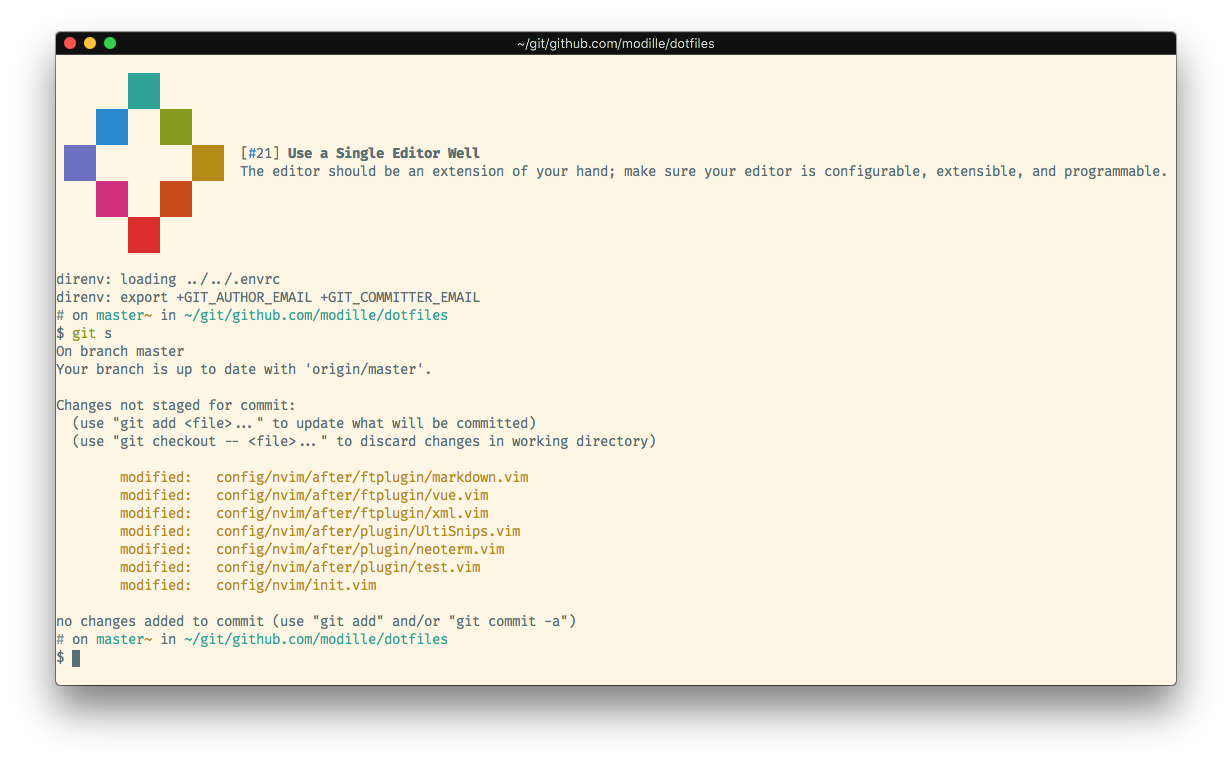 ~/git/github.com/modille/dotfiles
[#21] Use a Single Editor Well
The editor should be an extension of your hand; make sure your editor is configurable, extensible, and programmable.
direnv: loading ../../.envrc
direnv: export +GIT_AUTHOR_EMAIL +GIT_COMMITTER_EMAIL
# on master~ in ~/git/github.com/modille/dotfiles
$ git s
On branch master
Your branch is up to date with 'origin/master'.
Changes not staged for commit:
  (use "git add <file>..." to update what will be committed)
  (use "git checkout -- <file>..." to discard changes in working directory)
        modified:   config/nvim/after/ftplugin/markdown.vim
        modified:   config/nvim/after/ftplugin/vue.vim
        modified:   config/nvim/after/ftplugin/xml.vim
        modified:   config/nvim/after/plugin/UltiSnips.vim
        modified:   config/nvim/after/plugin/neoterm.vim
        modified:   config/nvim/after/plugin/test.vim
        modified:   config/nvim/init.vim
no changes added to commit (use "git add" and/or "git commit -a")
# on master~ in ~/git/github.com/modille/dotfiles
$